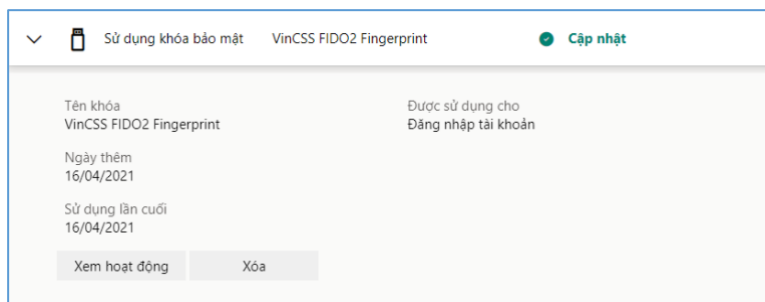 Sử dụng khóa bảo mật VinCSS FIDO2 Fingerprint Cập nhật
Tên khóa
VinCSS FIDO2 Fingerprint
Được sử dụng cho
Đăng nhập tài khoản
Ngày thêm
16/04/2021
Sử dụng lần cuối
16/04/2021
Xem hoạt động Xóa